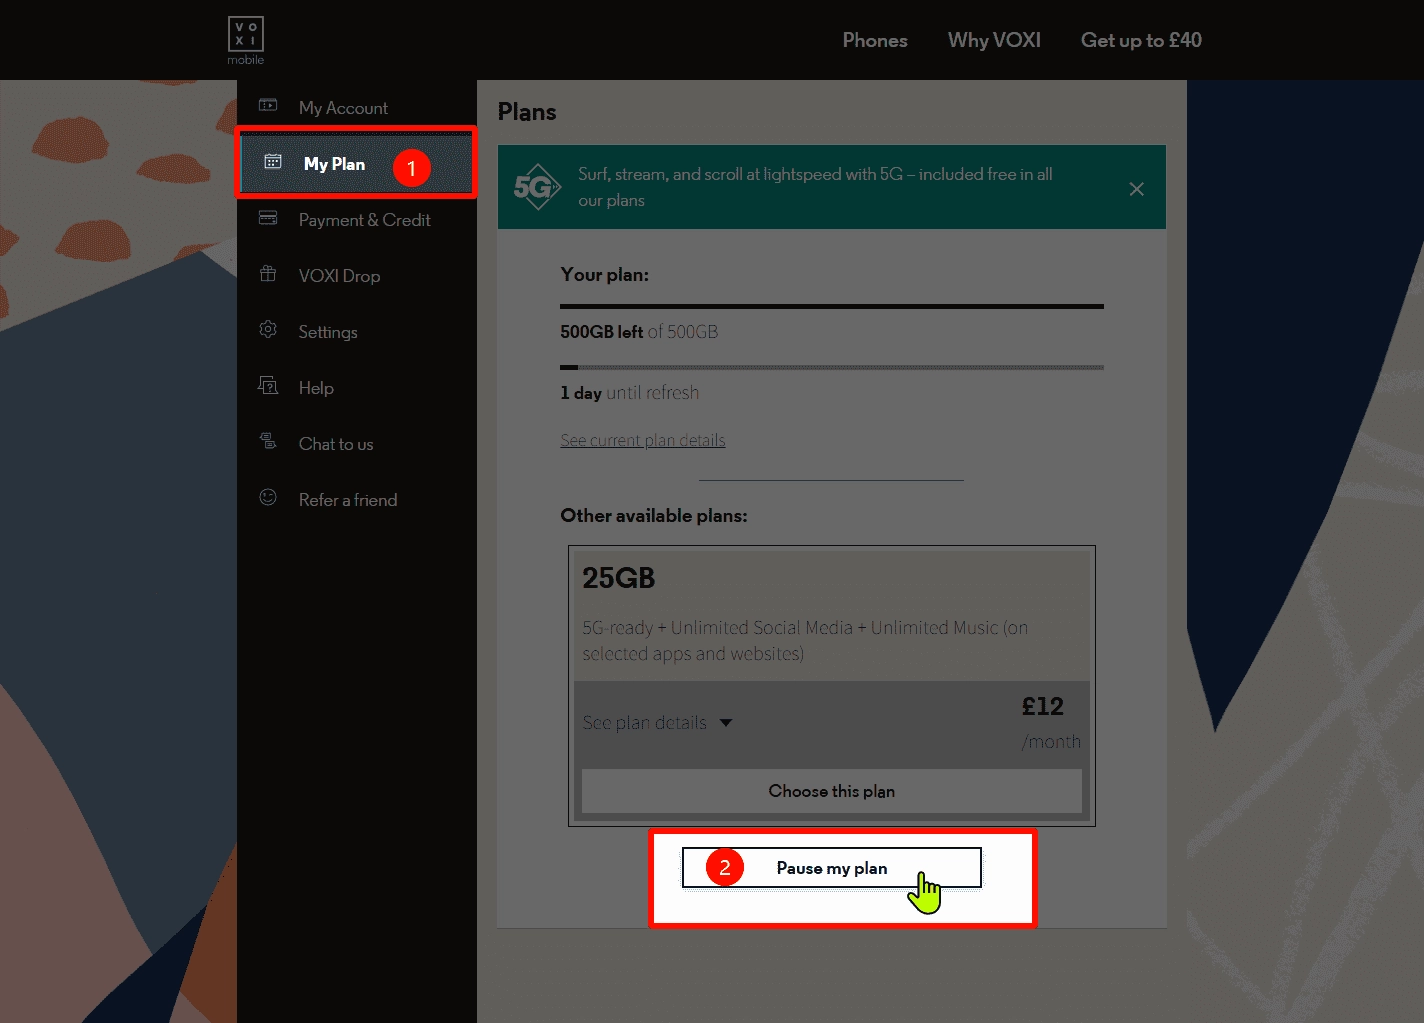 VO
XI
mobile
Phones
Why VOXI
Get up to £40
My Account
My Plan
1
Payment & Credit
VOXI Drop
Settings
Help
Chat to us
Refer a friend
Plans
5G
Surf, stream, and scroll at lightspeed with 5G – included free in all
our plans
Your plan:
500GB left of 500GB
1 day until refresh
See current plan details
Other available plans:
25GB
5G-ready + Unlimited Social Media + Unlimited Music (on
selected apps and websites)
See plan details
£12
/month
Choose this plan
2
Pause my plan